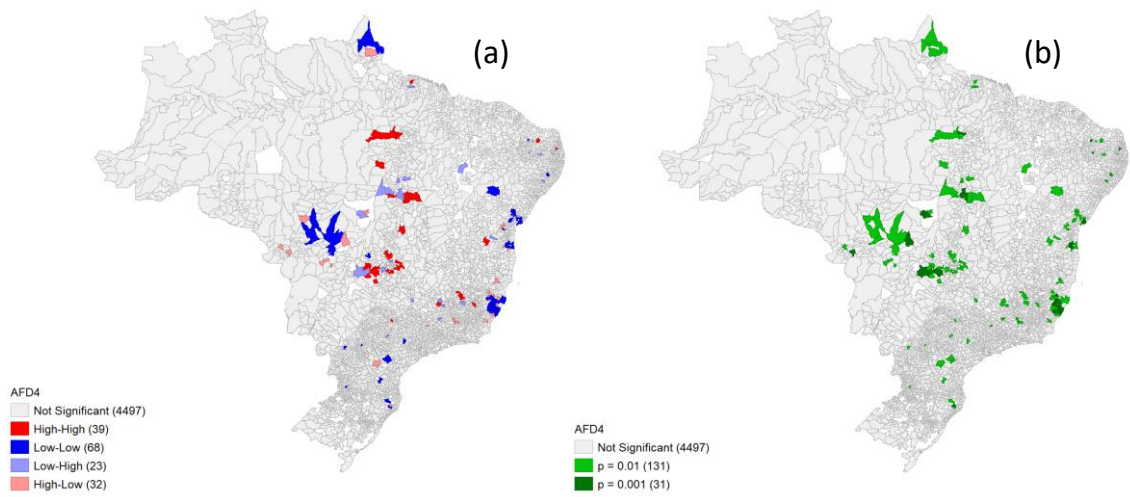 (a)
(b)
AFD4
Not Significant (4497)
High-High (39)
Low-Low (68)
Low-High (23)
High-Low (32)
AFD4
Not Significant (4497)
p = 0.01 (131)
p = 0.001 (31)